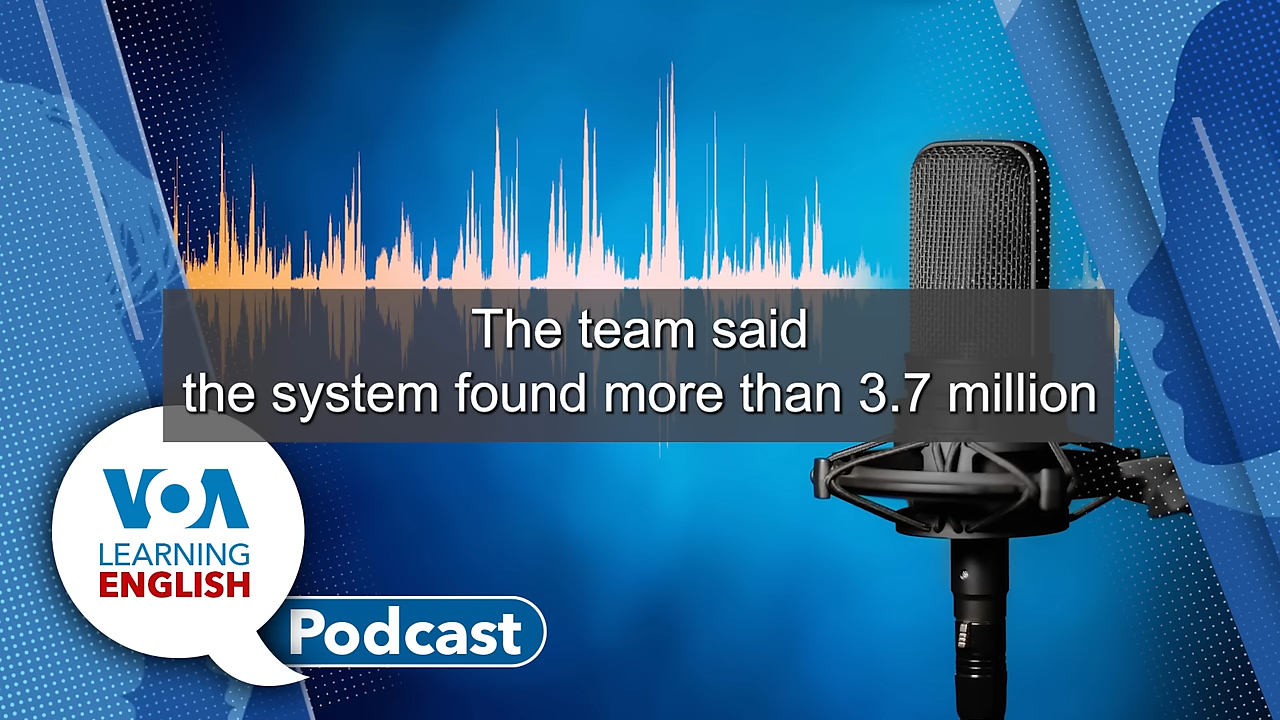 The team said
the system found more than 3.7 million
VOA
LEARNING
ENGLISH
Podcast